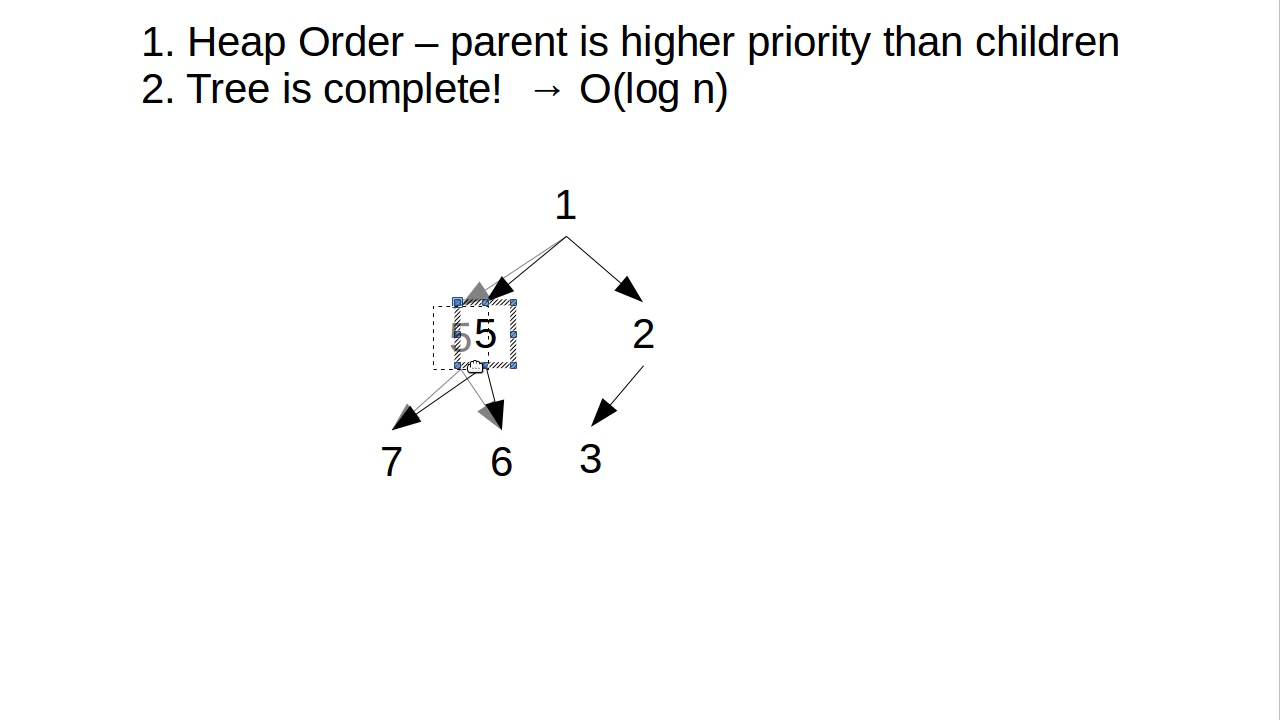 1. Heap Order – parent is higher priority than children
2. Tree is complete! → O(log n)
1
5 5 2
7 6 3